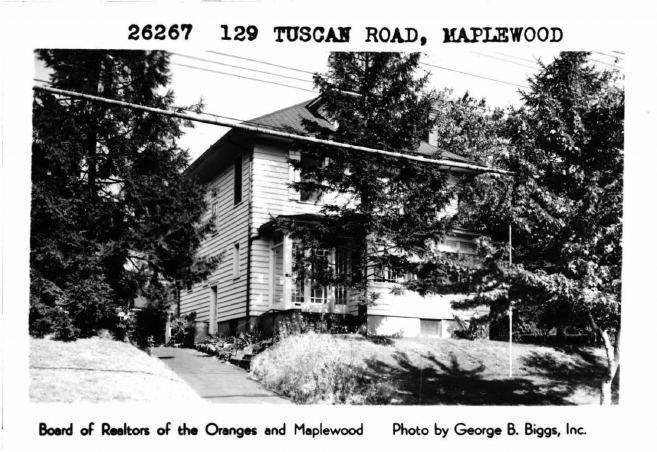 26267 129 TUSCAN ROAD, MAPLEWOOD
Board of Realtors of the Oranges and Maplewood Photo by George B. Biggs, Inc.